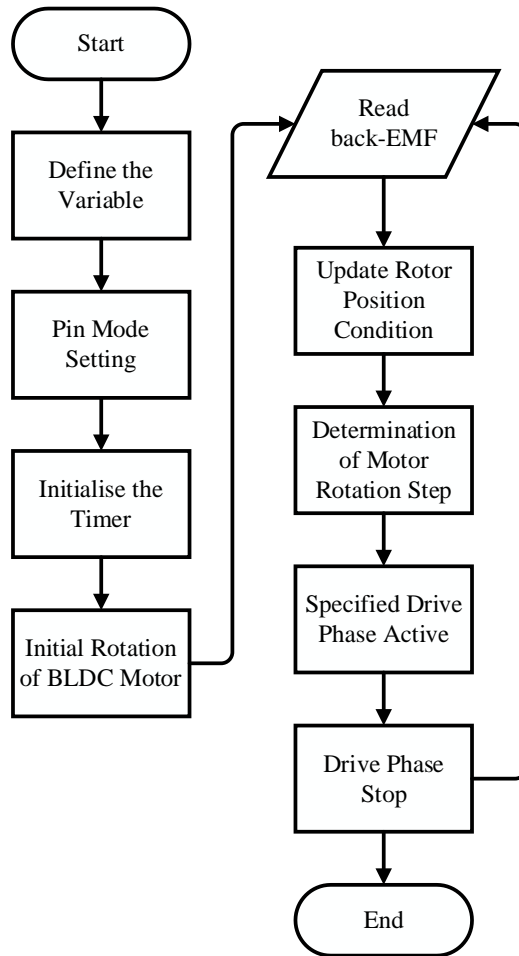 Start
Define the
Variable
Pin Mode
Setting
Initialise the
Timer
Initial Rotation
of BLDC Motor
Read
back-EMF
Update Rotor
Position
Condition
Determination
of Motor
Rotation Step
Specified Drive
Phase Active
Drive Phase
Stop
End